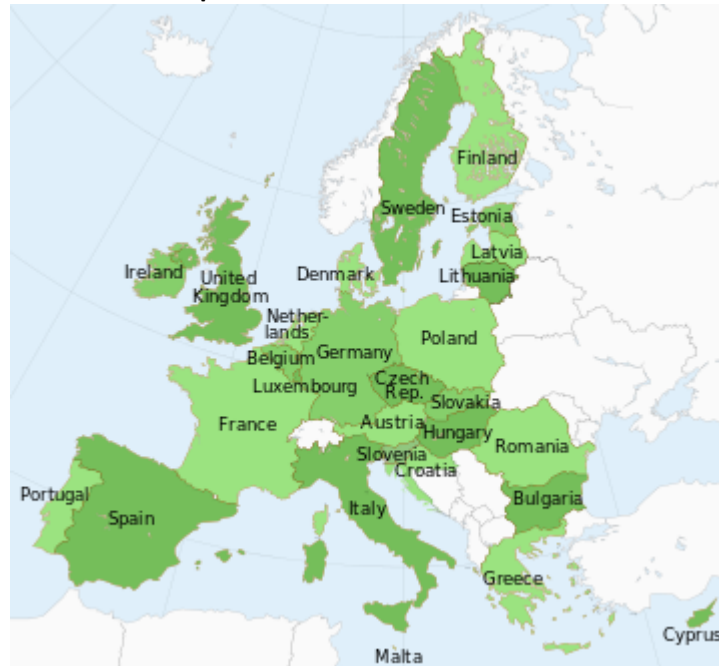 Finland
Sweden
Estonia
Latvia
Lithuania
Denmark
Ireland
United
Kingdom
Nether-
lands
Poland
Belgium
Germany
Luxembourg
Czech
Rep.
Slovakia
France
Austria
Hungary
Romania
Slovenia
Croatia
Portugal
Spain
Italy
Bulgaria
Greece
Cyprus
Malta